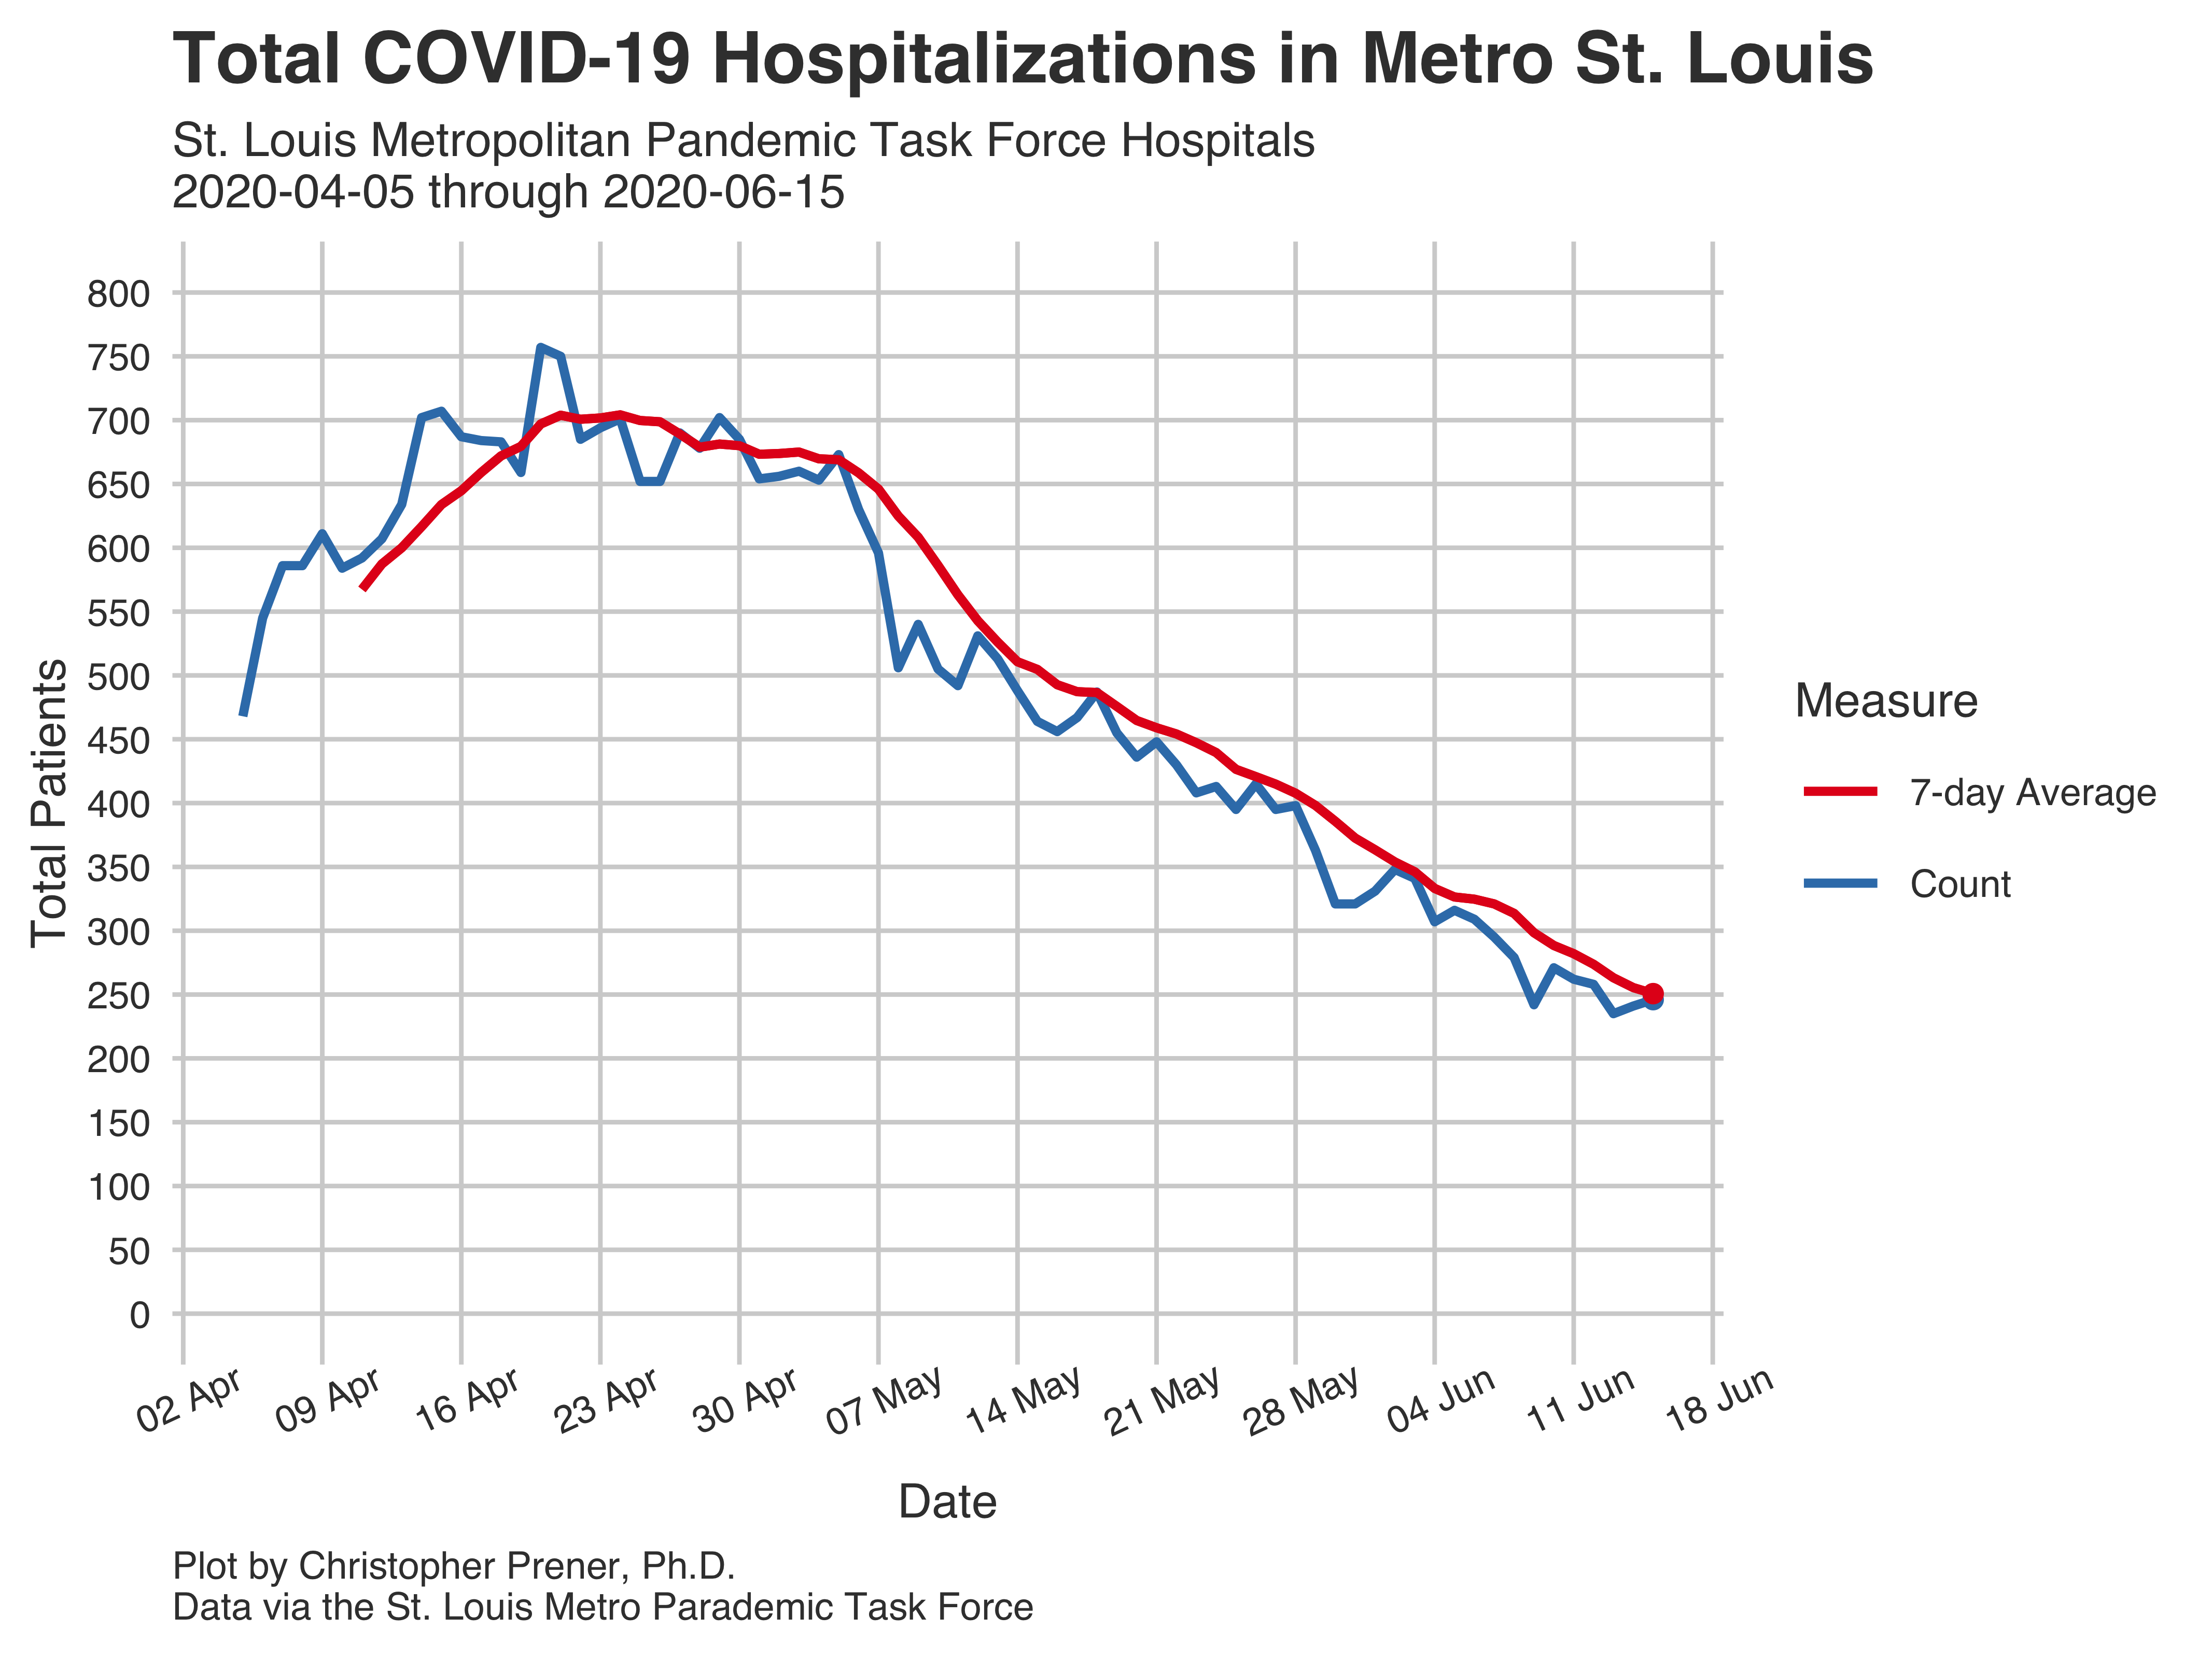 Total COVID-19 Hospitalizations in Metro St. Louis
St. Louis Metropolitan Pandemic Task Force Hospitals
2020-04-05 through 2020-06-15
Total Patients
800
750
700
650
600
550
500
450
400
350
300
250
200
150
100
50
0
02 Apr
09 Apr
16 Apr
23 Apr
30 Apr
07 May
14 May
21 May
28 May
04 Jun
11 Jun
18 Jun
Date
Measure
7-day Average
Count
Plot by Christopher Prener, Ph.D.
Data via the St. Louis Metro Parademic Task Force